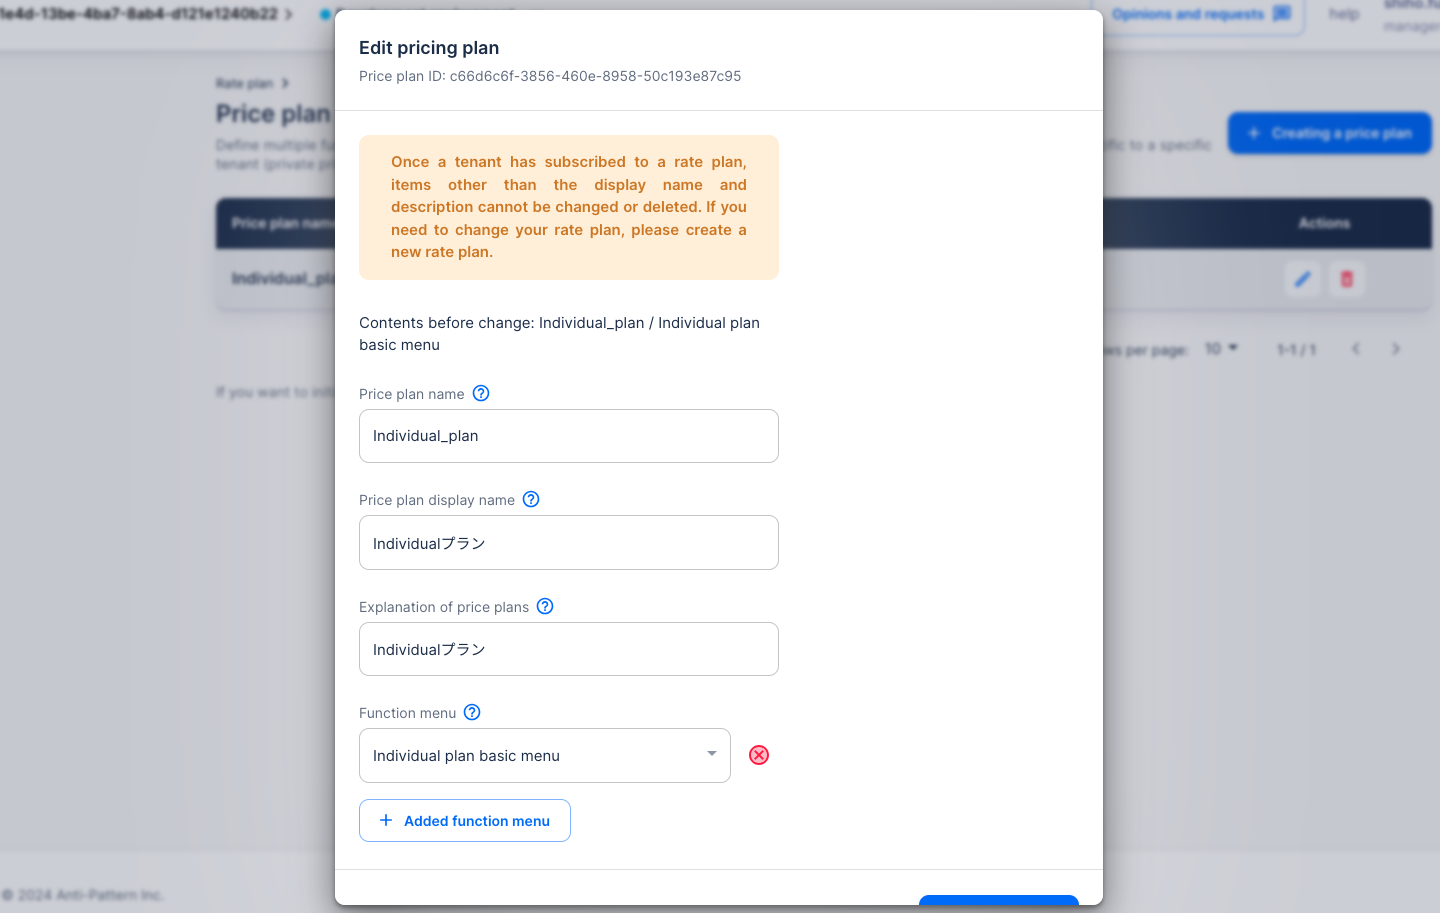 1e4d-13be-4ba7-8ab4-d121e1240b22
Opinions and requests
help
manager
Edit pricing plan
Price plan ID: c66d6c6f-3856-460e-8958-50c193e87c95
Rate plan
Price plan
Define multiple
tenant (private
ific to a specific
+ Creating a price plan
Once a tenant has subscribed to a rate plan,
items other than the display name and
description cannot be changed or deleted. If you
need to change your rate plan, please create a
new rate plan.
Price plan name
Actions
Individual_pla
Contents before change: Individual_plan / Individual plan
basic menu
ws per page: 10
1-1 / 1
If you want to
Price plan name
Individual_plan
Price plan display name
Individualプラン
Explanation of price plans
Individualプラン
Function menu
Individual plan basic menu
+ Added function menu
© 2024 Anti-Pattern Inc.